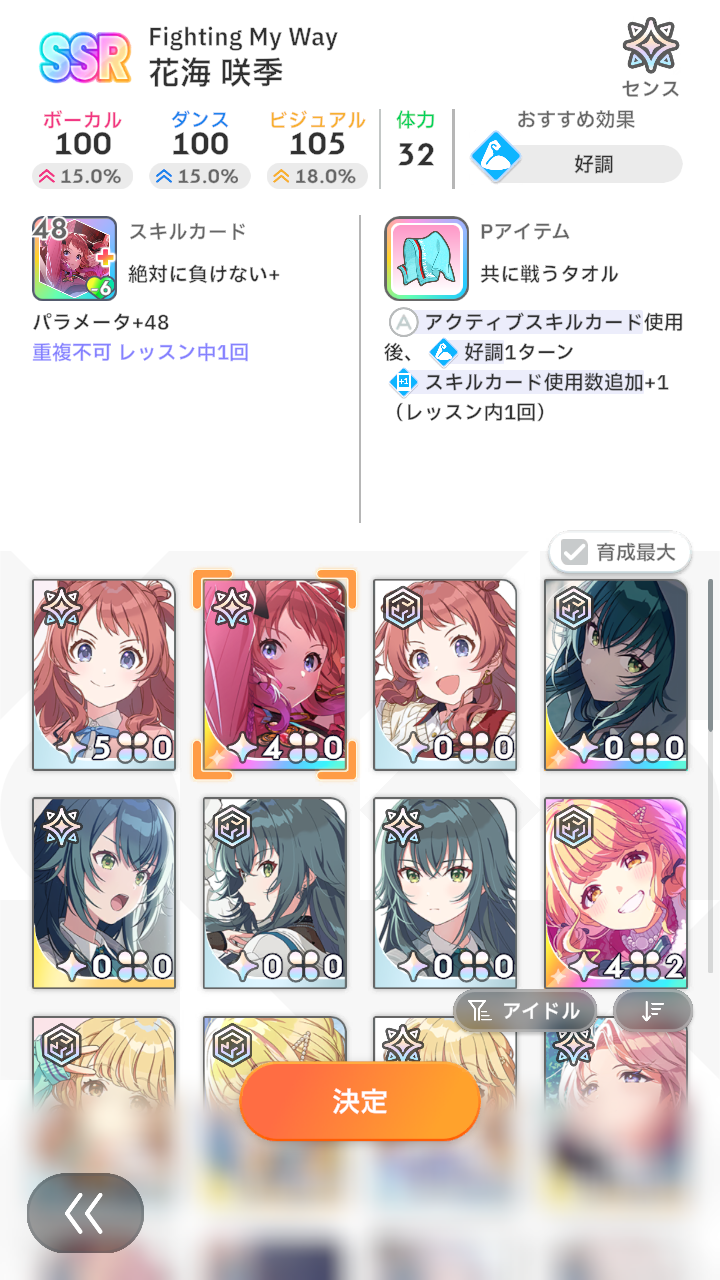 SSR
Fighting My Way
花海 咲季
センス
ボーカル ダンス ビジュアル 体力 おすすめ効果
100 100 105 32
15.0% 15.0% 18.0% 好調
48 スキルカード
絶対に負けない+
-6
パラメータ+48
重複不可 レッスン中1回
Pアイテム
共に戦うタオル
A アクティブスキルカード使用
後、 好調1ターン
+1 スキルカード使用数追加+1
（レッスン内1回）
育成最大
5 0 4 0 0 0 0 0
0 0 0 0 0 0 4 2
アイドル
決定